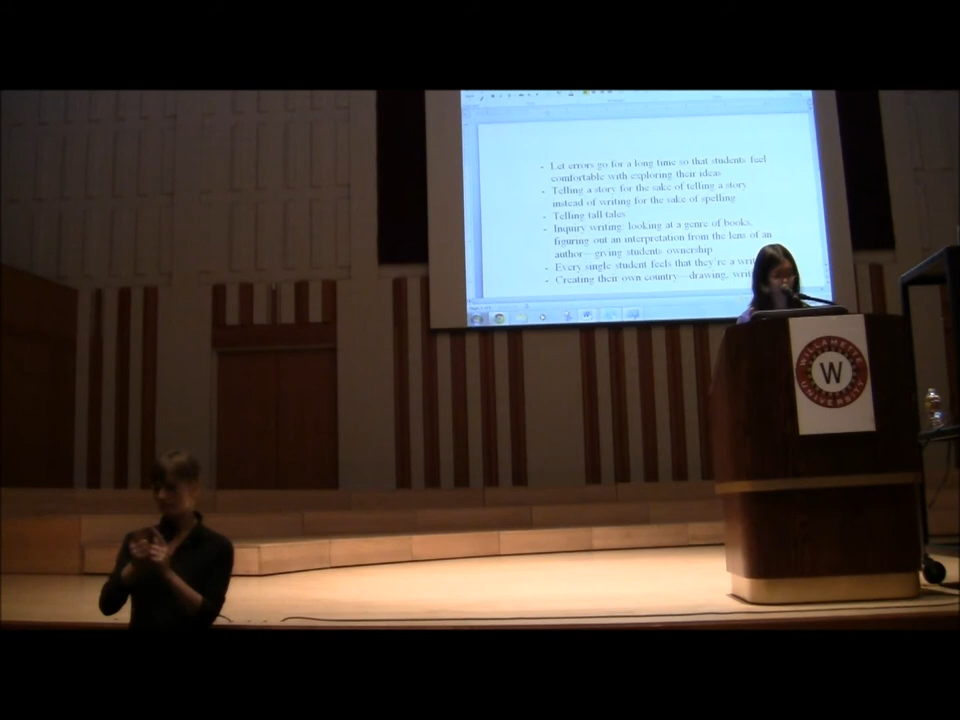 - Let errors go for a long time so that students feel
comfortable with exploring their ideas
- Telling a story for the sake of telling a story
instead of writing for the sake of spelling
- Telling tall tales
- Inquiry writing/ looking at a genre of books,
figuring out an interpretation from the lens of an
author—giving students ownership
- Every single student feels that they're a
- Creating their own country—drawing,
WILLAMETTE
W
UNIVERSITY